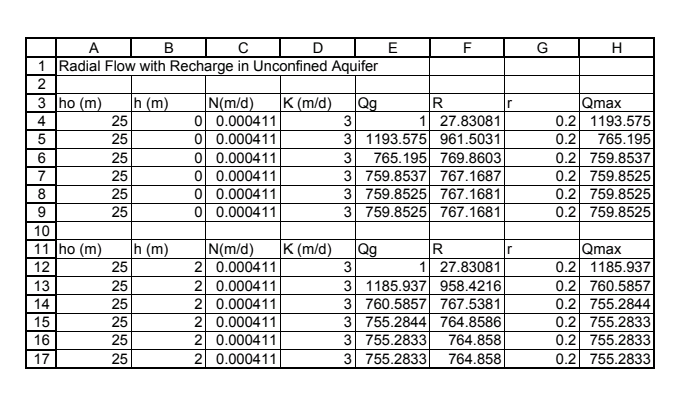 A B C D E F G H
1 Radial Flow with Recharge in Unconfined Aquifer
2
3 ho (m) h (m) N(m/d) K (m/d) Qg R r Qmax
4 25 0 0.000411 3 1 27.83081 0.2 1193.575
5 25 0 0.000411 3 1193.575 961.5031 0.2 765.195
6 25 0 0.000411 3 765.195 769.8603 0.2 759.8537
7 25 0 0.000411 3 759.8537 767.1687 0.2 759.8525
8 25 0 0.000411 3 759.8525 767.1681 0.2 759.8525
9 25 0 0.000411 3 759.8525 767.1681 0.2 759.8525
10
11 ho (m) h (m) N(m/d) K (m/d) Qg R r Qmax
12 25 2 0.000411 3 1 27.83081 0.2 1185.937
13 25 2 0.000411 3 1185.937 958.4216 0.2 760.5857
14 25 2 0.000411 3 760.5857 767.5381 0.2 755.2844
15 25 2 0.000411 3 755.2844 764.8586 0.2 755.2833
16 25 2 0.000411 3 755.2833 764.858 0.2 755.2833
17 25 2 0.000411 3 755.2833 764.858 0.2 755.2833